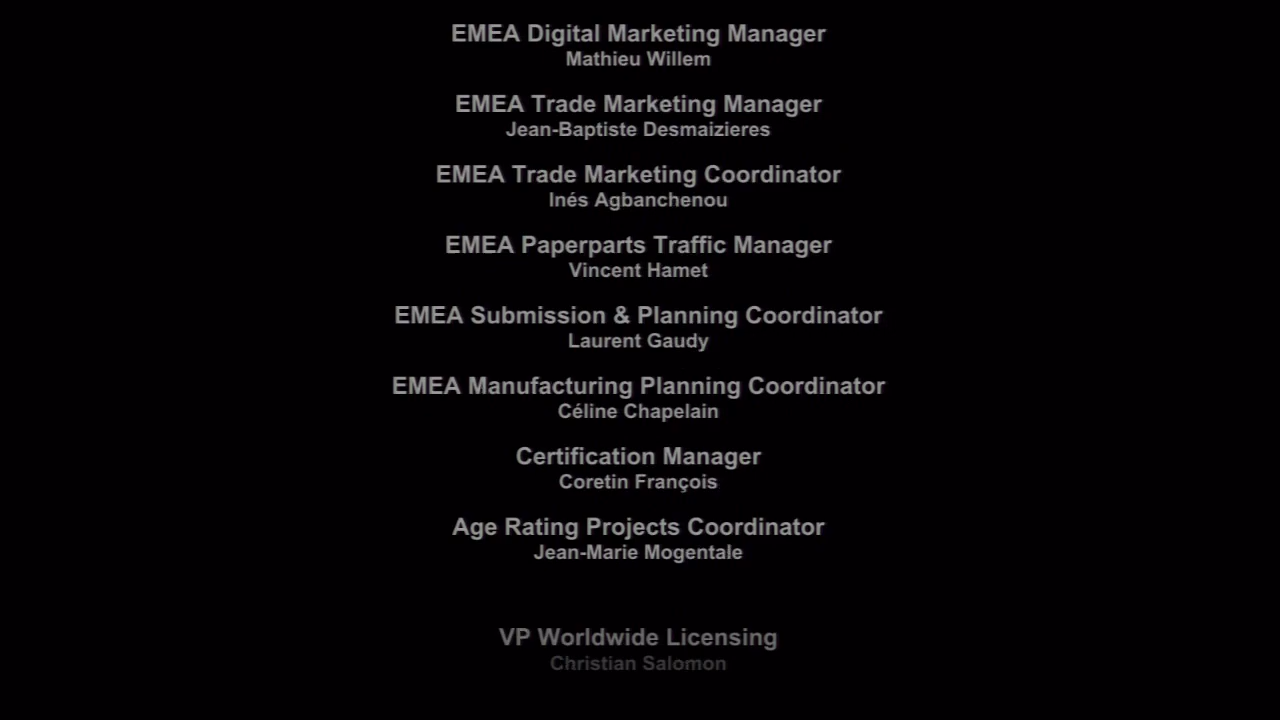 EMEA Digital Marketing Manager
Mathieu Willem
EMEA Trade Marketing Manager
Jean-Baptiste Desmaizieres
EMEA Trade Marketing Coordinator
Inés Agbanchenou
EMEA Paperparts Traffic Manager
Vincent Hamet
EMEA Submission & Planning Coordinator
Laurent Gaudy
EMEA Manufacturing Planning Coordinator
Céline Chapelain
Certification Manager
Coretin François
Age Rating Projects Coordinator
Jean-Marie Mogentale
VP Worldwide Licensing
Christian Salomon